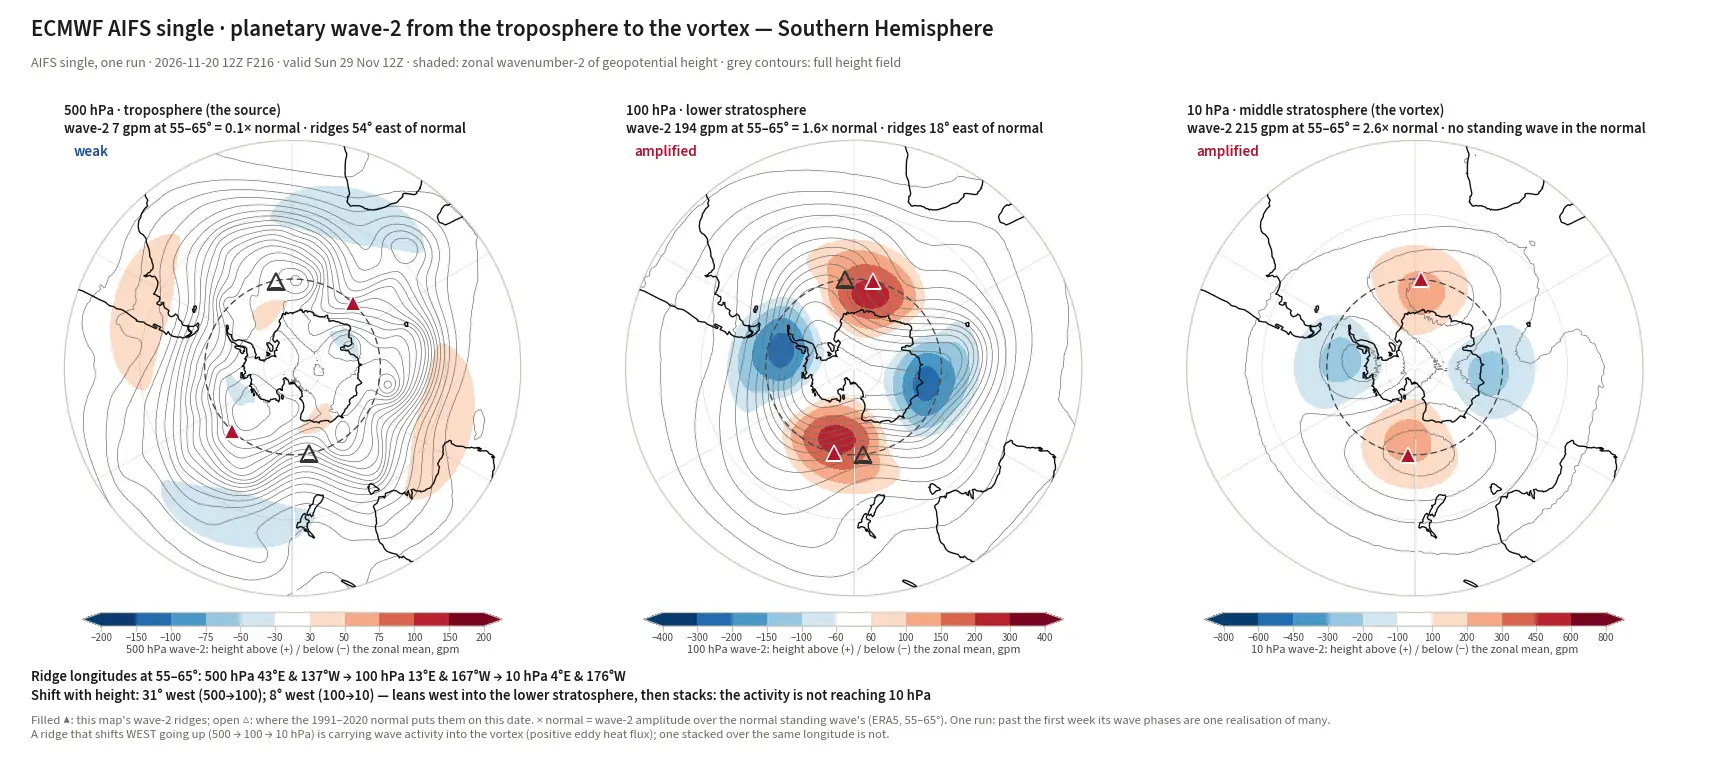 ECMWF AIFS single · planetary wave-2 from the troposphere to the vortex — Southern Hemisphere
AIFS single, one run · 2026-11-20 12Z F216 · valid Sun 29 Nov 12Z · shaded: zonal wavenumber-2 of geopotential height · grey contours: full height field
500 hPa · troposphere (the source)
wave-2 7 gpm at 55–65° = 0.1× normal · ridges 54° east of normal
weak
100 hPa · lower stratosphere
wave-2 194 gpm at 55–65° = 1.6× normal · ridges 18° east of normal
amplified
10 hPa · middle stratosphere (the vortex)
wave-2 215 gpm at 55–65° = 2.6× normal · no standing wave in the normal
amplified
−200 −150 −100 −75 −50 −30 30 50 75 100 150 200
500 hPa wave-2: height above (+) / below (−) the zonal mean, gpm
−400 −300 −200 −150 −100 −60 60 100 150 200 300 400
100 hPa wave-2: height above (+) / below (−) the zonal mean, gpm
−800 −600 −450 −300 −200 −100 100 200 300 450 600 800
10 hPa wave-2: height above (+) / below (−) the zonal mean, gpm
Ridge longitudes at 55–65°: 500 hPa 43°E & 137°W → 100 hPa 13°E & 167°W → 10 hPa 4°E & 176°W
Shift with height: 31° west (500→100); 8° west (100→10) — leans west into the lower stratosphere, then stacks: the activity is not reaching 10 hPa
Filled ▲: this map's wave-2 ridges; open △: where the 1991–2020 normal puts them on this date. × normal = wave-2 amplitude over the normal standing wave's (ERA5, 55–65°). One run: past the first week its wave phases are one realisation of many.
A ridge that shifts WEST going up (500 → 100 → 10 hPa) is carrying wave activity into the vortex (positive eddy heat flux); one stacked over the same longitude is not.